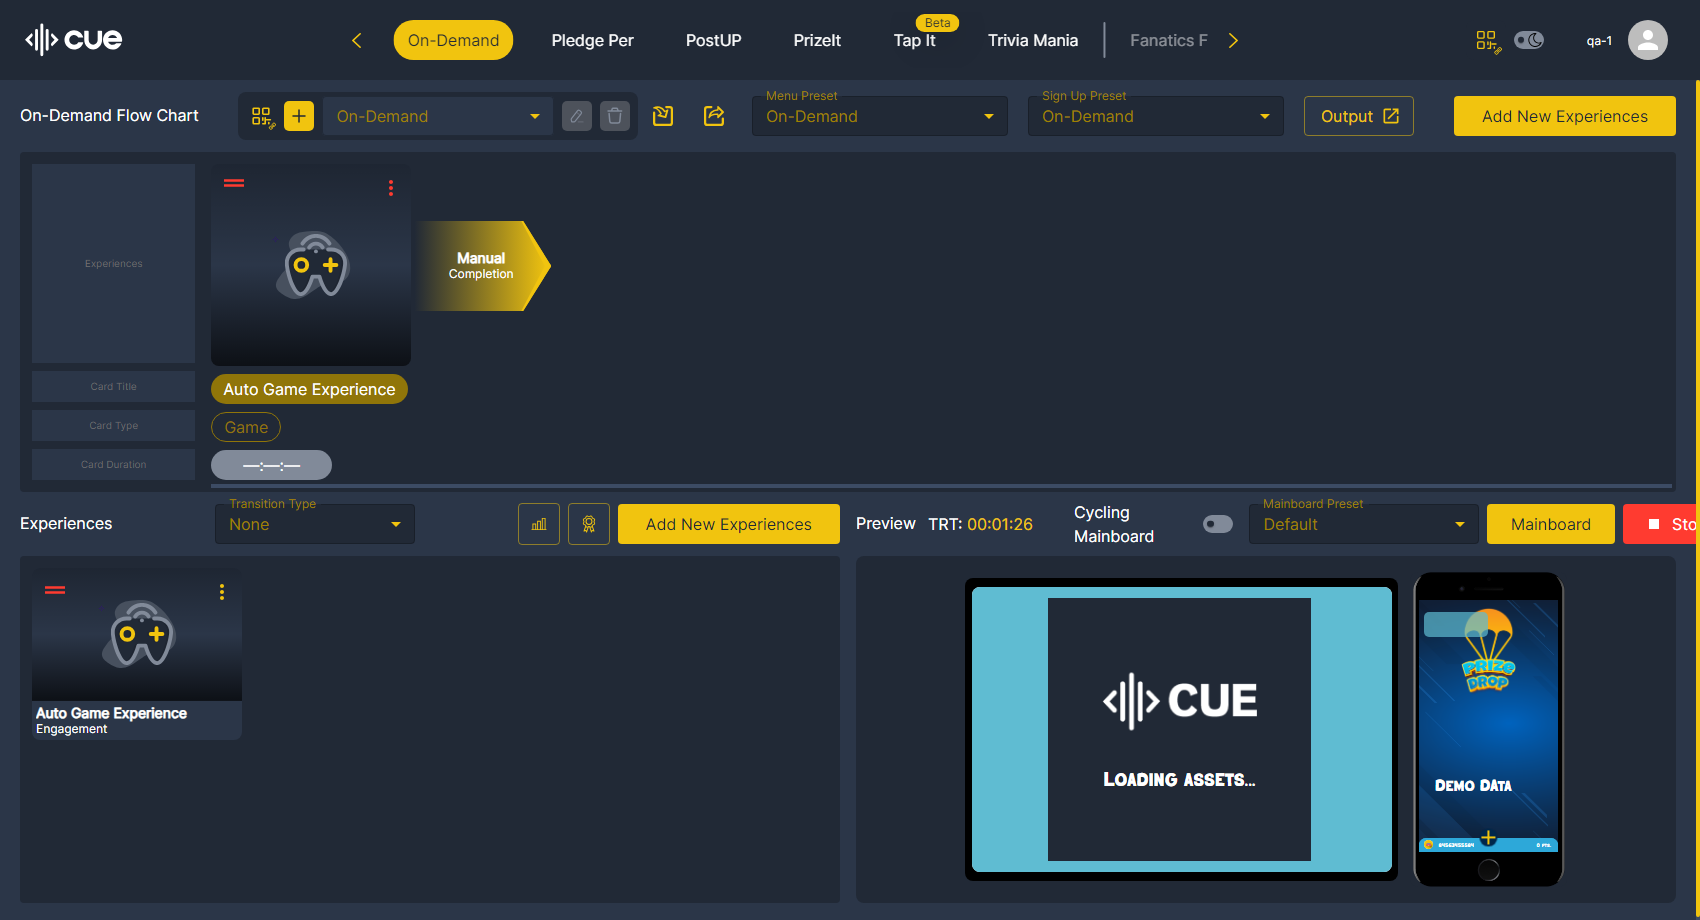 CUE
On-Demand
Pledge Per
PostUP
PrizeIt
Beta
Tap It
Trivia Mania
Fanatics F
qa-1
On-Demand Flow Chart
On-Demand
Menu Preset
On-Demand
Sign Up Preset
On-Demand
Output
Add New Experiences
Experiences
Manual
Completion
Card Title
Auto Game Experience
Card Type
Game
Card Duration
—:—:—
Experiences
Transition Type
None
Add New Experiences
Preview
TRT: 00:01:26
Cycling
Mainboard
Mainboard Preset
Default
Mainboard
Sto
Auto Game Experience
Engagement
CUE
LOADING ASSETS...
PRIZE
DROP
DEMO DATA
0 PTS.